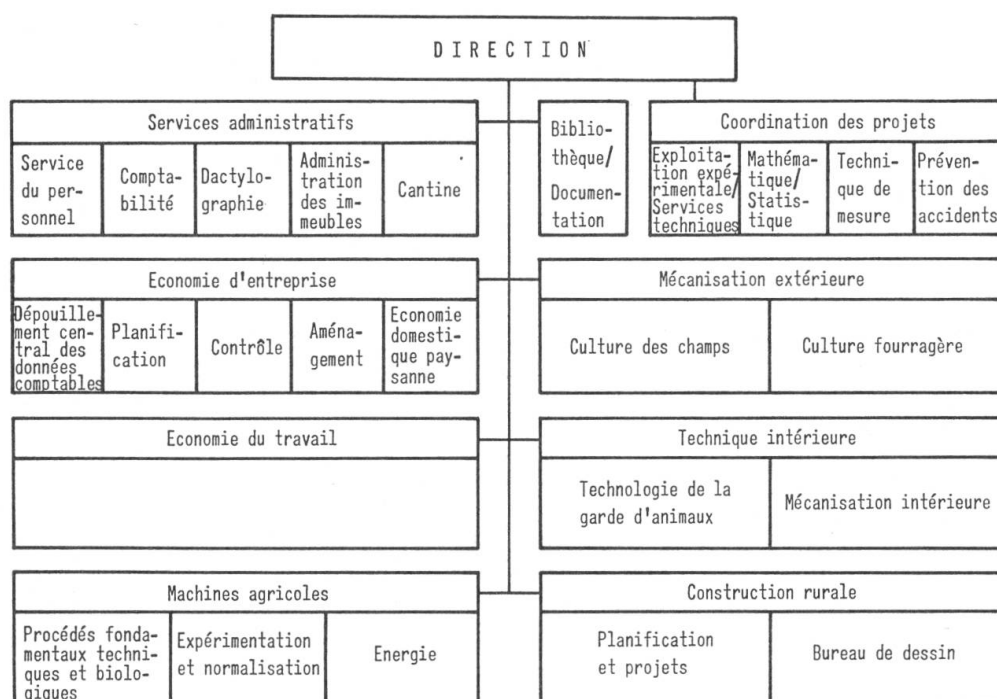 DIRECTION
Services administratifs
Service
du per-
sonnel
Compta-
bilité
Dactylo-
graphie
Adminis-
tration
des im-
meubles
Cantine
Biblio-
thèque/
Documen-
tation
Coordination des projets
Exploita-
tion expé-
rimentale/
Services
techniques
Mathéma-
tique/
Statis-
tique
Techni-
que de
mesure
Préven-
tion des
accidents
Economie d'entreprise
Dépouille-
ment cen-
tral des
données
comptables
Planifi-
cation
Contrôle
Aména-
gement
Economie
domesti-
que pay-
sanne
Mécanisation extérieure
Culture des champs
Culture fourragère
Economie du travail
Technique intérieure
Technologie de la
garde d'animaux
Mécanisation intérieure
Machines agricoles
Procédés fonda-
mentaux techni-
ques et biolo-
giques
Expérimentation
et normalisation
Energie
Construction rurale
Planification
et projets
Bureau de dessin